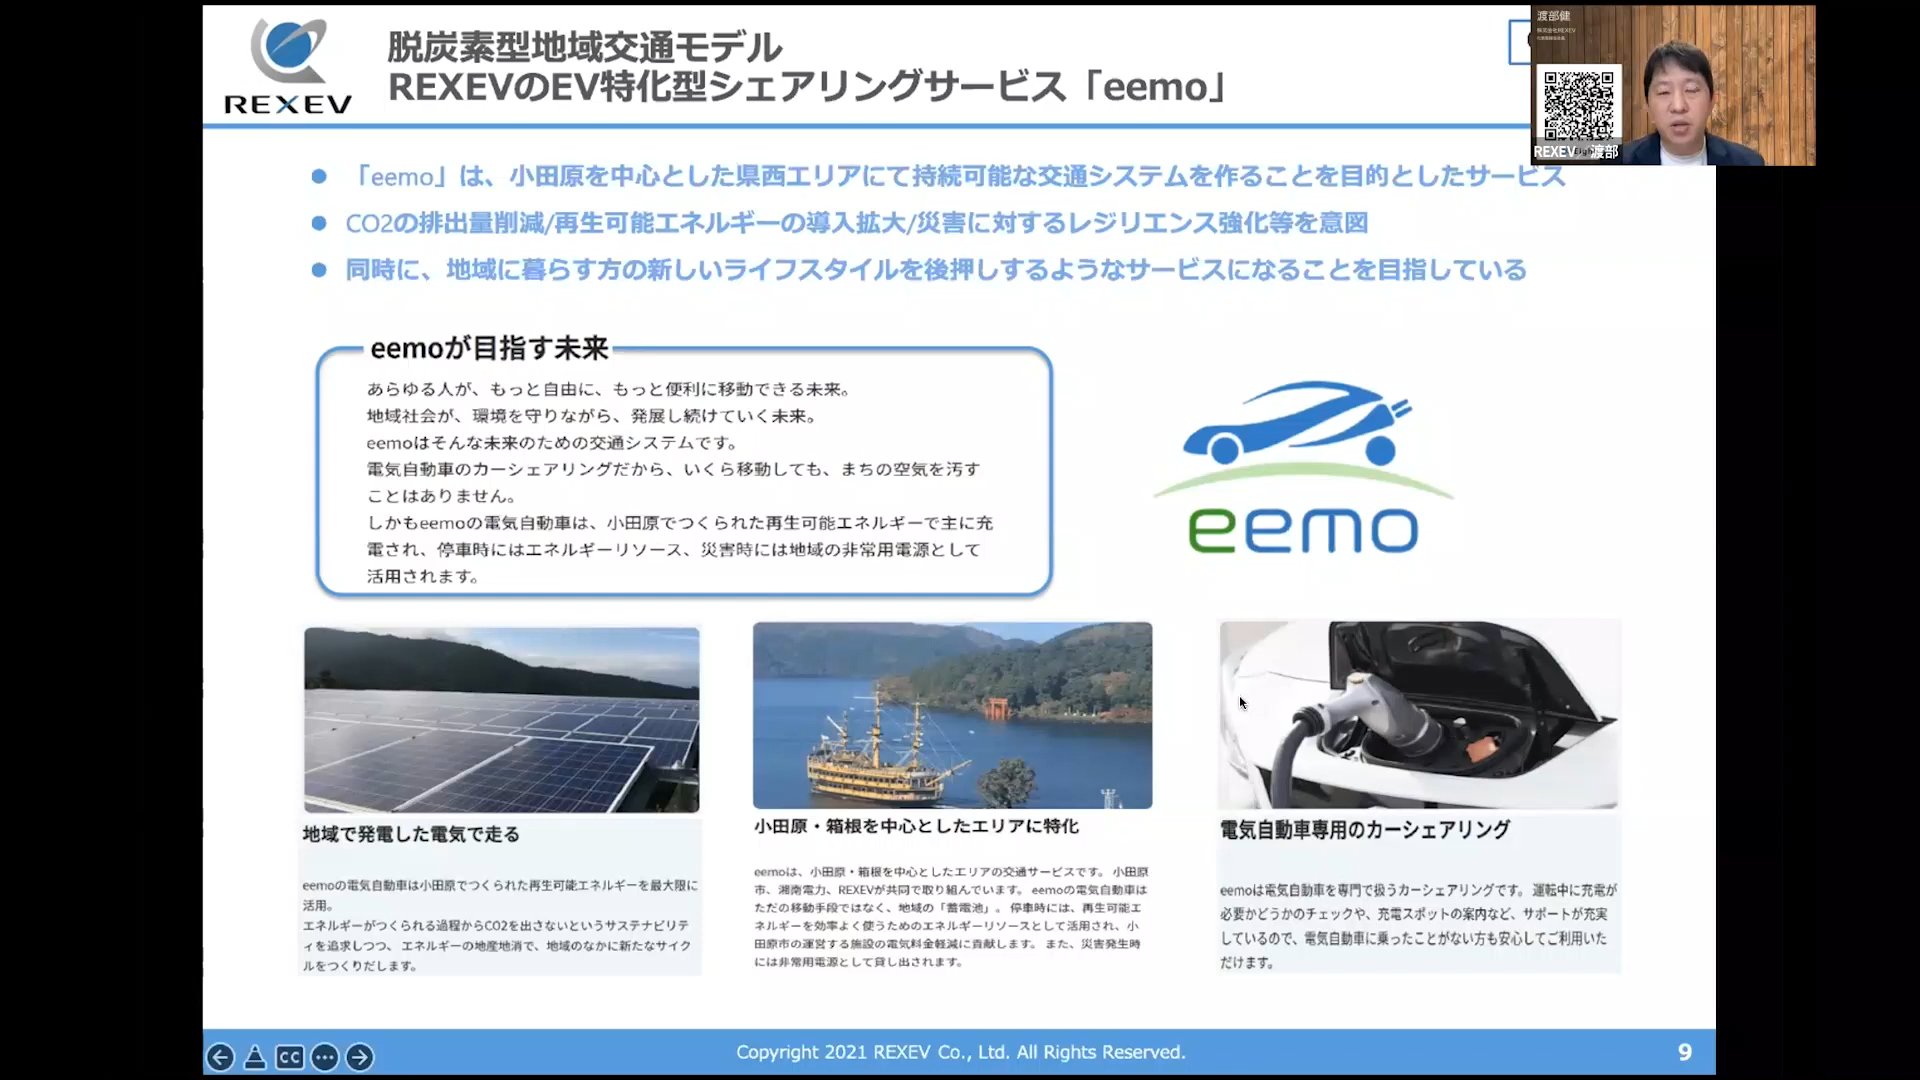 REXEV
脱炭素型地域交通モデル
REXEVのEV特化型シェアリングサービス「eemo」
渡部健
株式会社REXEV
REXEV 渡部
「eemo」は、小田原を中心とした県西エリアにて持続可能な交通システムを作ることを目的としたサービス
CO2の排出量削減/再生可能エネルギーの導入拡大/災害に対するレジリエンス強化等を意図
同時に、地域に暮らす方の新しいライフスタイルを後押しするようなサービスになることを目指している
eemoが目指す未来
あらゆる人が、もっと自由に、もっと便利に移動できる未来。
地域社会が、環境を守りながら、発展し続けていく未来。
eemoはそんな未来のための交通システムです。
電気自動車のカーシェアリングだから、いくら移動しても、まちの空気を汚す
ことはありません。
しかもeemoの電気自動車は、小田原でつくられた再生可能エネルギーで主に充
電され、停車時にはエネルギーリソース、災害時には地域の非常用電源として
活用されます。
eemo
地域で発電した電気で走る
eemoの電気自動車は小田原でつくられた再生可能エネルギーを最大限に
活用。
エネルギーがつくられる過程からCO2を出さないというサステナビリテ
ィを追求しつつ、 エネルギーの地産地消で、地域のなかに新たなサイク
ルをつくりだします。
小田原・箱根を中心としたエリアに特化
eemoは、小田原・箱根を中心としたエリアの交通サービスです。 小田原
市、湘南電力、REXEVが共同で取り組んでいます。 eemoの電気自動車は
ただの移動手段ではなく、地域の「蓄電池」。 停車時には、再生可能エ
ネルギーを効率よく使うためのエネルギーリソースとして活用され、小
田原市の運営する施設の電気料金軽減に貢献します。 また、災害発生時
には非常用電源として貸し出されます。
電気自動車専用のカーシェアリング
eemoは電気自動車を専門で扱うカーシェアリングです。 運転中に充電が
必要かどうかのチェックや、充電スポットの案内など、サポートが充実
しているので、電気自動車に乗ったことがない方も安心してご利用いた
だけます。
CC
Copyright 2021 REXEV Co., Ltd. All Rights Reserved.
9